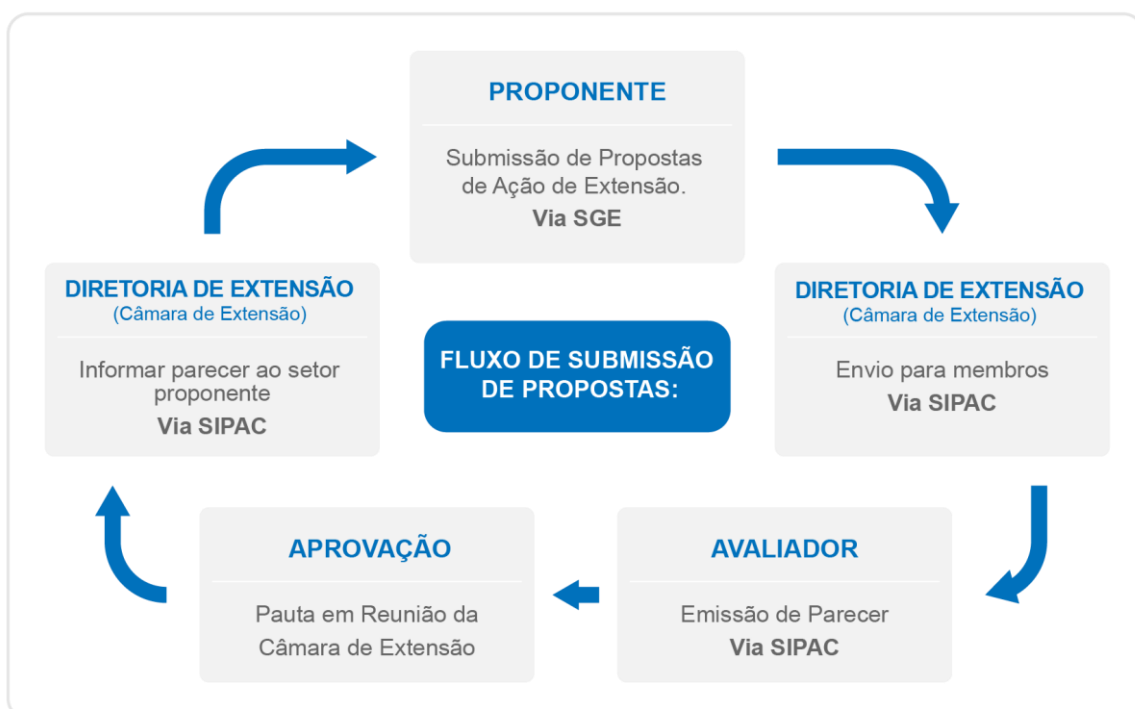 PROPONENTE
Submissão de Propostas
de Ação de Extensão.
Via SGE
DIRETORIA DE EXTENSÃO
(Câmara de Extensão)
Envio para membros
Via SIPAC
AVALIADOR
Emissão de Parecer
Via SIPAC
APROVAÇÃO
Pauta em Reunião da
Câmara de Extensão
DIRETORIA DE EXTENSÃO
(Câmara de Extensão)
Informar parecer ao setor
proponente
Via SIPAC
FLUXO DE SUBMISSÃO
DE PROPOSTAS: